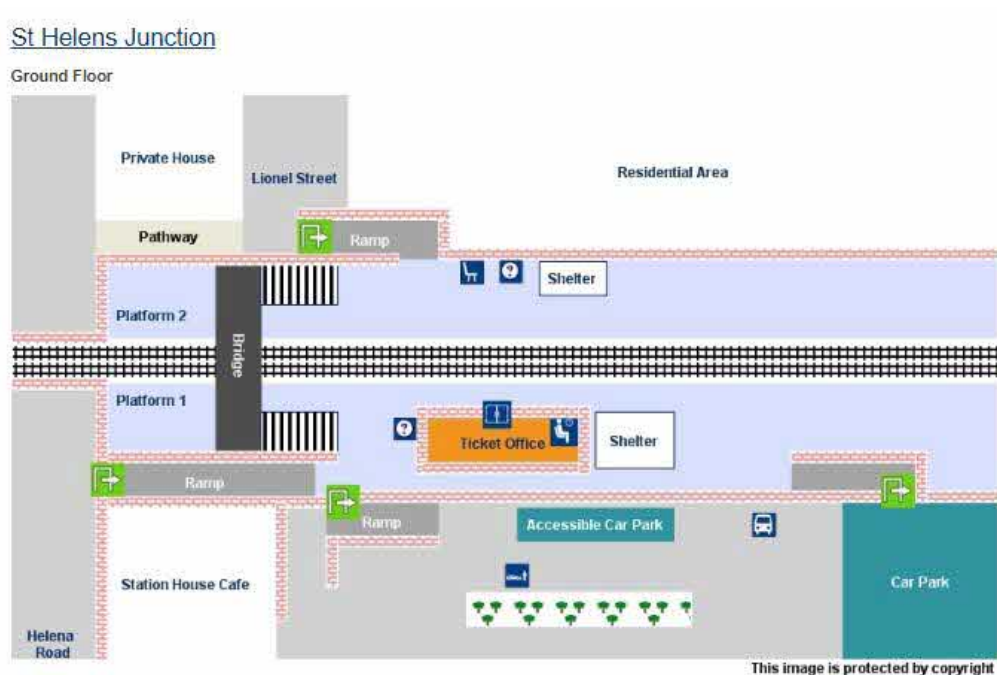 St Helens Junction
Ground Floor
Private House
Lionel Street
Residential Area
Pathway
Ramp
Shelter
Platform 2
Bridge
Platform 1
?
?
Ticket Office
Shelter
Ramp
Ramp
Accessible Car Park
Station House Cafe
Car Park
Helena
Road
This image is protected by copyright